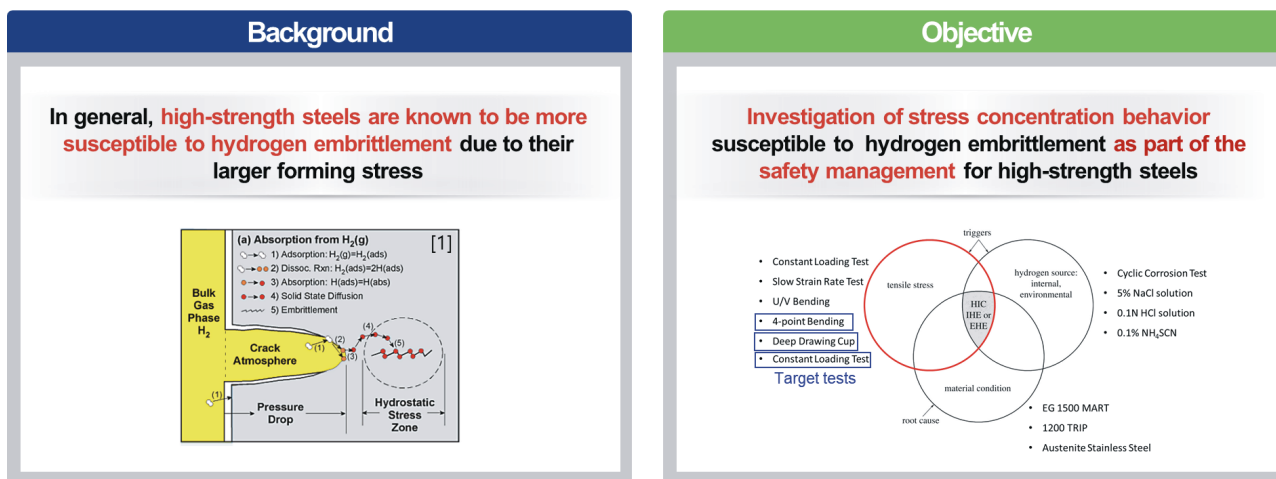 Background
In general, high-strength steels are known to be more
susceptible to hydrogen embrittlement due to their
larger forming stress
(a) Absorption from H₂(g)
[1]
1) Adsorption: H₂(g)=H₂(ads)
2) Dissoc. Rxn: H₂(ads)=2H(ads)
3) Absorption: H(ads)=H(abs)
4) Solid State Diffusion
5) Embrittlement
Bulk
Gas
Phase
H₂
Crack
Atmosphere
(1)
(2)
(3)
(4)
(5)
(1)
Pressure
Drop
Hydrostatic
Stress
Zone
Objective
Investigation of stress concentration behavior
susceptible to hydrogen embrittlement as part of the
safety management for high-strength steels
• Constant Loading Test
• Slow Strain Rate Test
• U/V Bending
• 4-point Bending
• Deep Drawing Cup
• Constant Loading Test
Target tests
triggers
tensile stress
hydrogen source:
internal,
environmental
HIC
IHE or
EHE
material condition
root cause
• Cyclic Corrosion Test
• 5% NaCl solution
• 0.1N HCl solution
• 0.1% NH₄SCN
• EG 1500 MART
• 1200 TRIP
• Austenite Stainless Steel